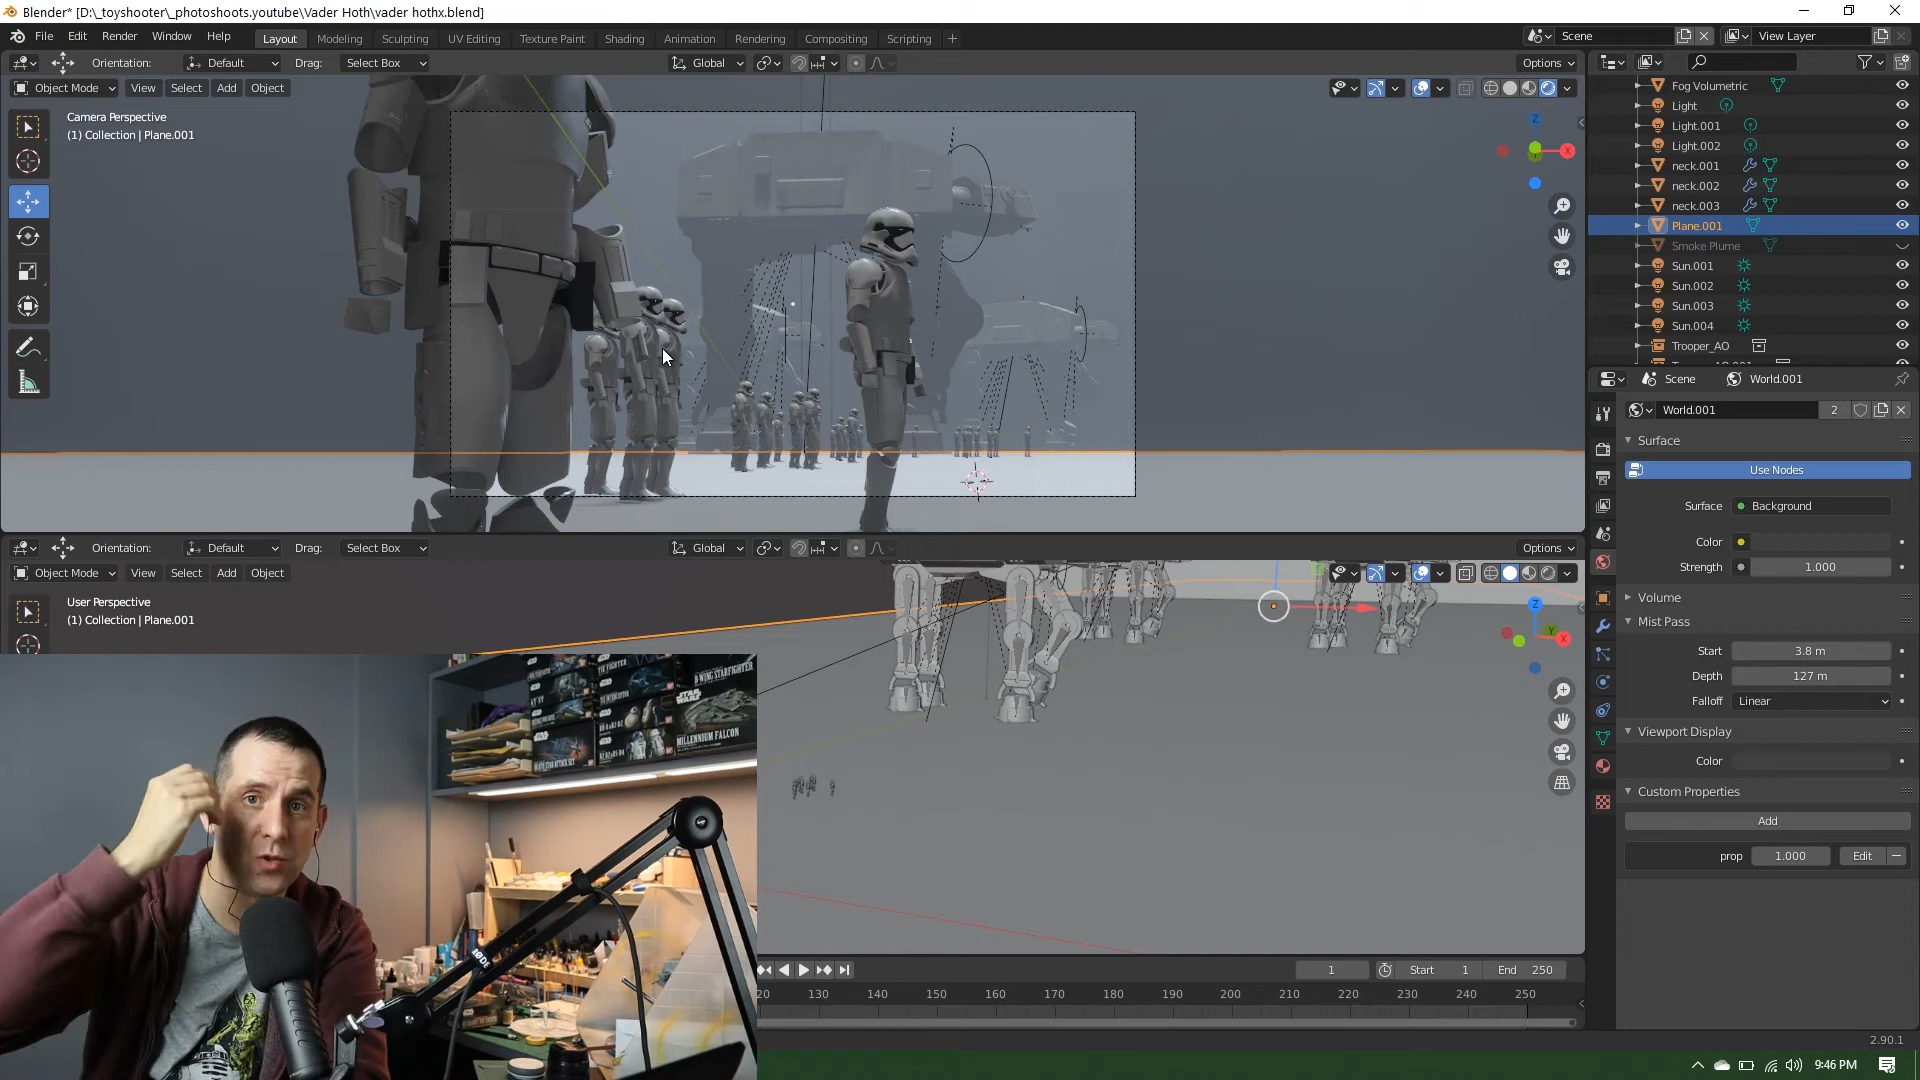 Blender* [D:\_toyshooter\_photoshoots.youtube\Vader Hoth\vader hothx.blend]
File Edit Render Window Help Layout Modeling Sculpting UV Editing Texture Paint Shading Animation Rendering Compositing Scripting + Scene View Layer
Orientation: Default Drag: Select Box Global Options
Object Mode View Select Add Object
Camera Perspective
(1) Collection | Plane.001
Z
X
Fog Volumetric
Light
Light.001
Light.002
neck.001
neck.002
neck.003
Plane.001
Smoke Plume
Sun.001
Sun.002
Sun.003
Sun.004
Trooper_AO
Scene World.001
World.001 2
Surface
Use Nodes
Surface Background
Color
Strength 1.000
Volume
Mist Pass
Start 3.8 m
Depth 127 m
Falloff Linear
Viewport Display
Color
Custom Properties
Add
prop 1.000 Edit
Orientation: Default Drag: Select Box Global Options
Object Mode View Select Add Object
User Perspective
(1) Collection | Plane.001
Z
Y
X
STAR WARS
B WING STARFIGHTER
MILLENNIUM FALCON
RODE
1 Start 1 End 250
20 130 140 150 160 170 180 190 200 210 220 230 240 250
2.90.1
9:46 PM